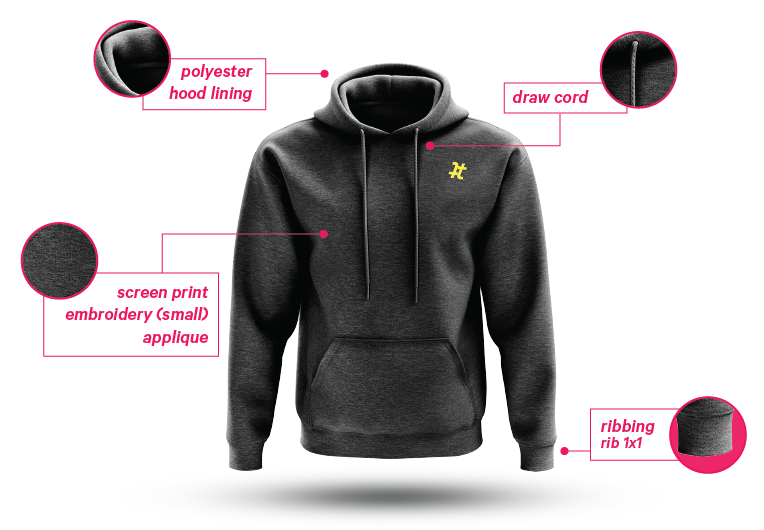 polyester
hood lining
draw cord
screen print
embroidery (small)
applique
ribbing
rib 1x1